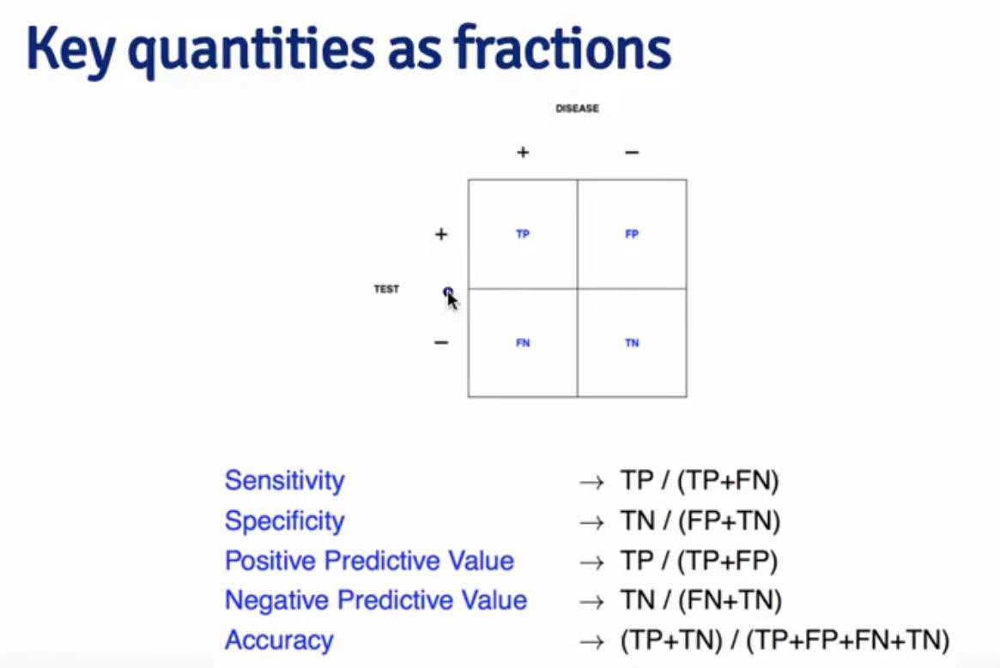 Key quantities as fractions
DISEASE
+ −
+ TP FP
TEST
− FN TN
Sensitivity → TP / (TP+FN)
Specificity → TN / (FP+TN)
Positive Predictive Value → TP / (TP+FP)
Negative Predictive Value → TN / (FN+TN)
Accuracy → (TP+TN) / (TP+FP+FN+TN)